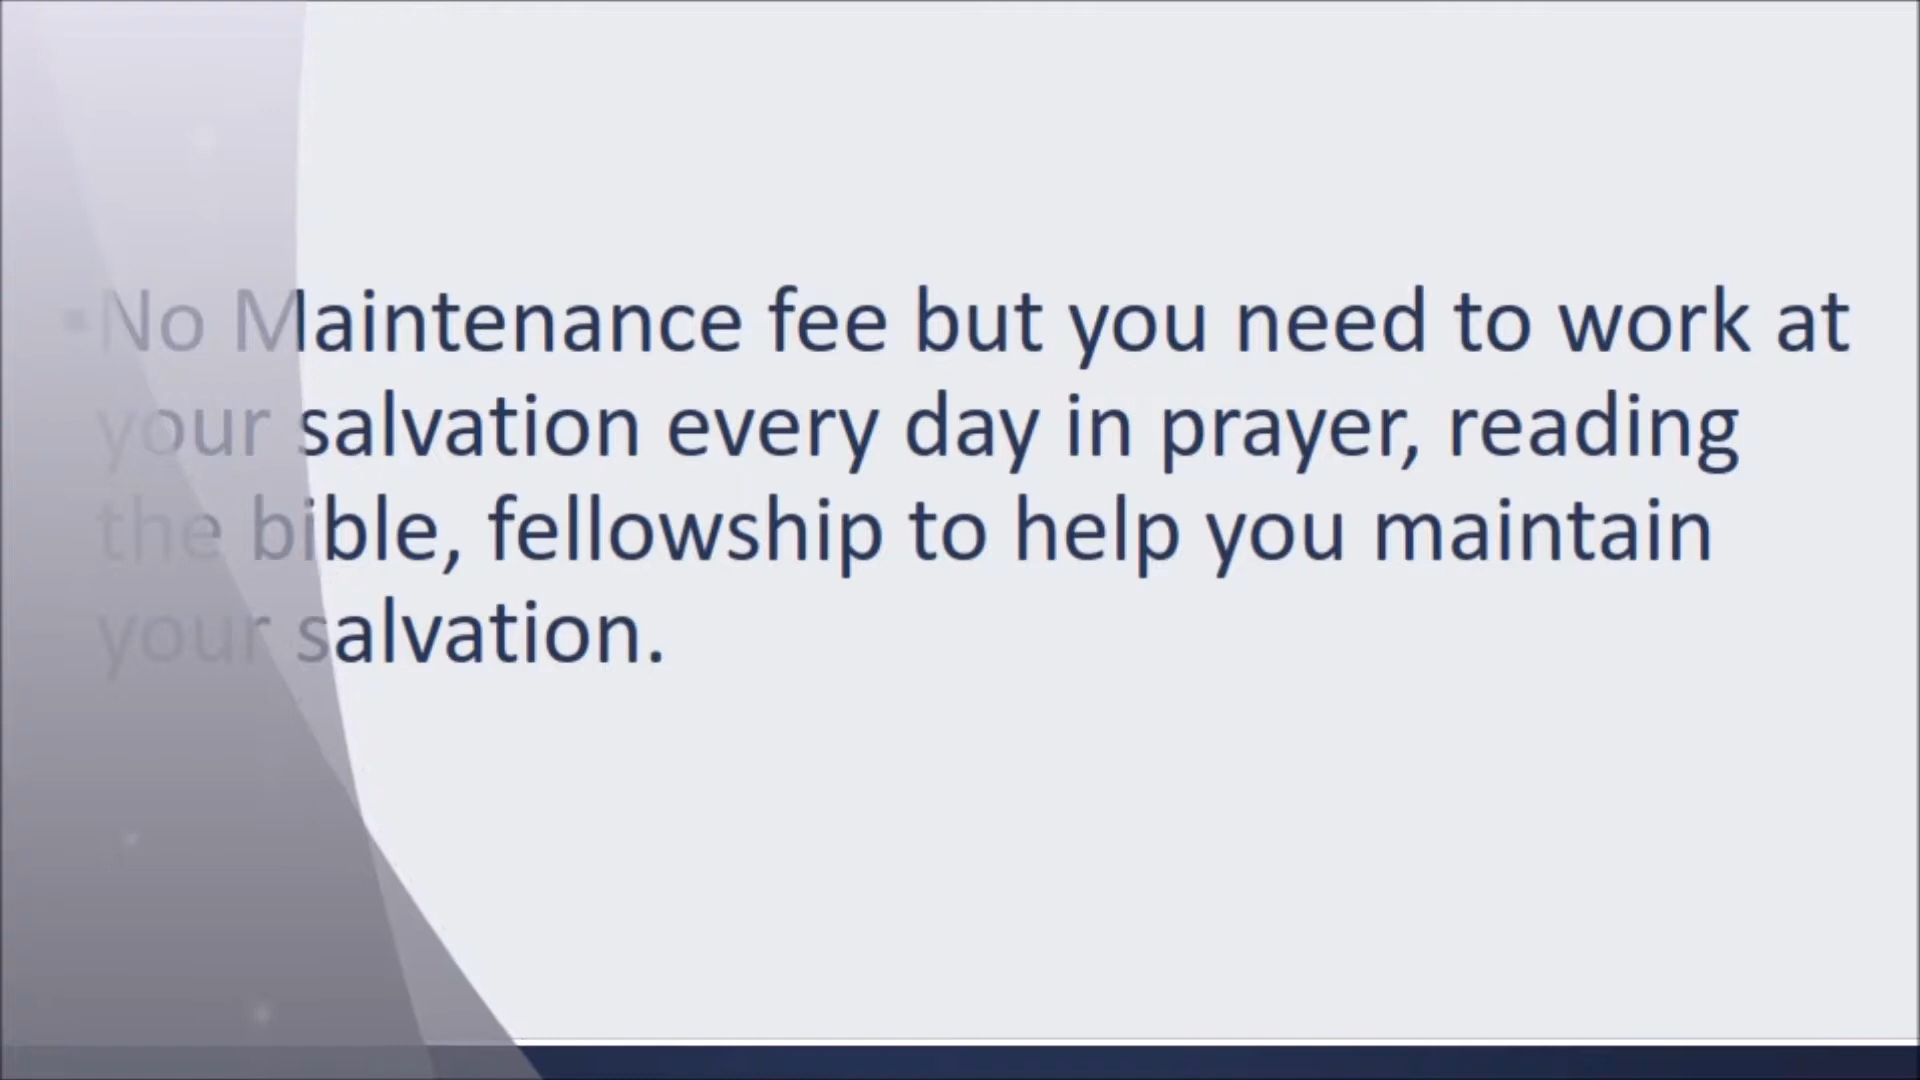 No Maintenance fee but you need to work at
your salvation every day in prayer, reading
the bible, fellowship to help you maintain
your salvation.